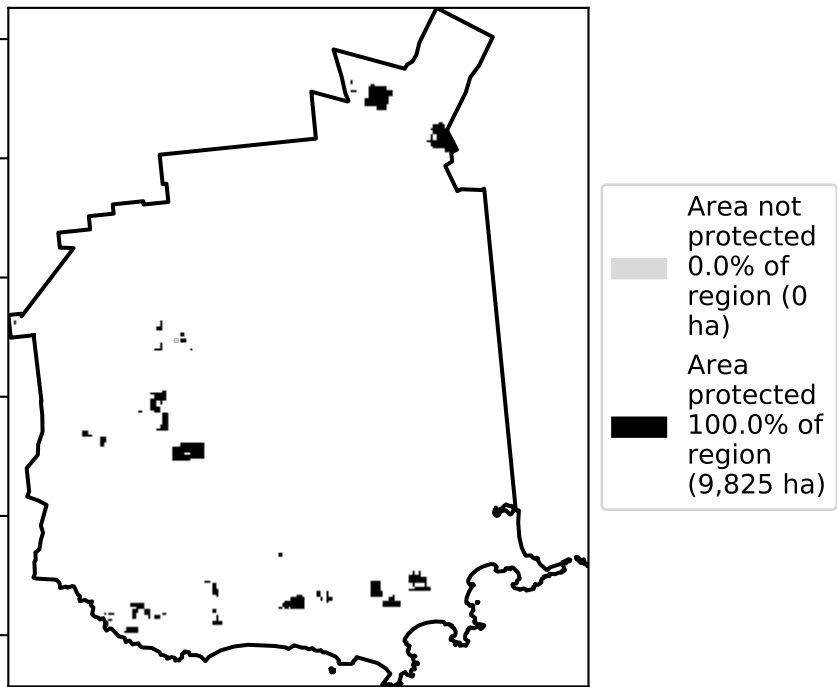 Area not
protected
0.0% of
region (0
ha)
Area
protected
100.0% of
region
(9,825 ha)